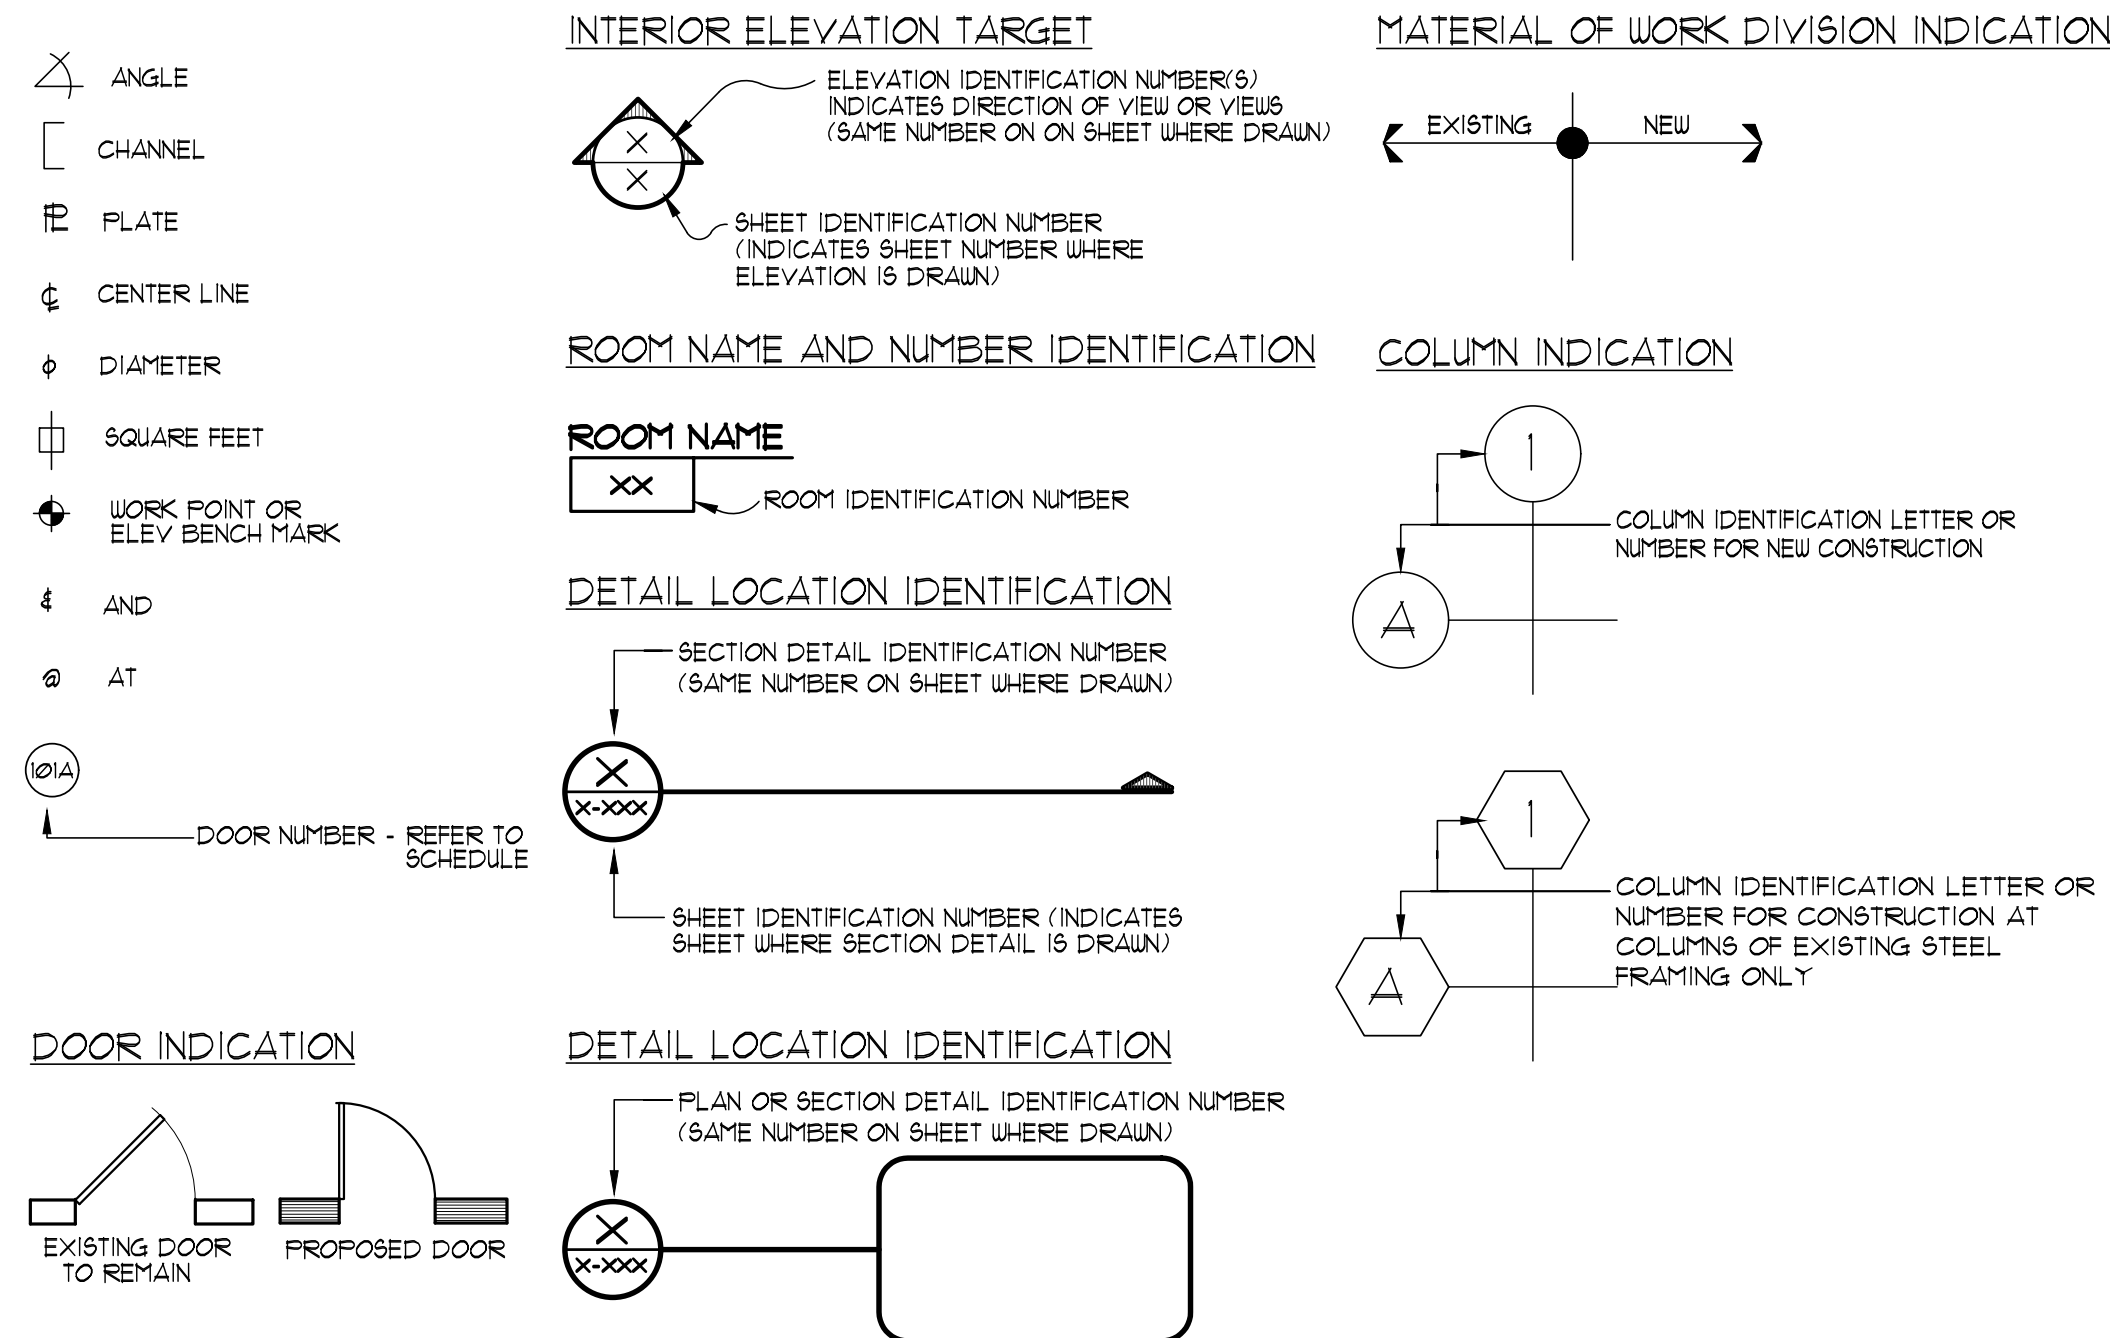 ANGLE
[ CHANNEL
PL PLATE
℄ CENTER LINE
ϕ DIAMETER
SQUARE FEET
WORK POINT OR
ELEV BENCH MARK
& AND
@ AT
101A
DOOR NUMBER - REFER TO
SCHEDULE
DOOR INDICATION
EXISTING DOOR
TO REMAIN
PROPOSED DOOR
INTERIOR ELEVATION TARGET
ELEVATION IDENTIFICATION NUMBER(S)
INDICATES DIRECTION OF VIEW OR VIEWS
(SAME NUMBER ON ON SHEET WHERE DRAWN)
X
X
SHEET IDENTIFICATION NUMBER
(INDICATES SHEET NUMBER WHERE
ELEVATION IS DRAWN)
ROOM NAME AND NUMBER IDENTIFICATION
ROOM NAME
XX
ROOM IDENTIFICATION NUMBER
DETAIL LOCATION IDENTIFICATION
SECTION DETAIL IDENTIFICATION NUMBER
(SAME NUMBER ON SHEET WHERE DRAWN)
X
X-XXX
SHEET IDENTIFICATION NUMBER (INDICATES
SHEET WHERE SECTION DETAIL IS DRAWN)
DETAIL LOCATION IDENTIFICATION
PLAN OR SECTION DETAIL IDENTIFICATION NUMBER
(SAME NUMBER ON SHEET WHERE DRAWN)
X
X-XXX
MATERIAL OF WORK DIVISION INDICATION
EXISTING NEW
COLUMN INDICATION
1
COLUMN IDENTIFICATION LETTER OR
NUMBER FOR NEW CONSTRUCTION
A
1
COLUMN IDENTIFICATION LETTER OR
NUMBER FOR CONSTRUCTION AT
COLUMNS OF EXISTING STEEL
FRAMING ONLY
A